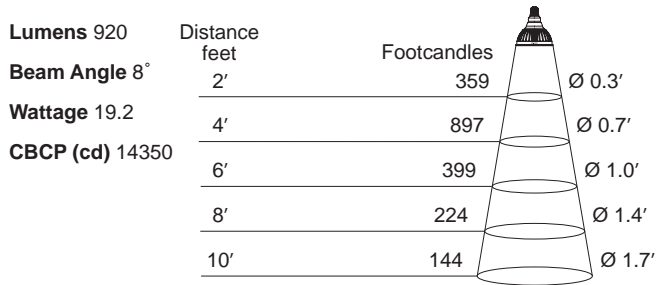 Lumens 920
Beam Angle 8°
Wattage 19.2
CBCP (cd) 14350
Distance
feet
Footcandles
2′ 359 Ø 0.3′
4′ 897 Ø 0.7′
6′ 399 Ø 1.0′
8′ 224 Ø 1.4′
10′ 144 Ø 1.7′